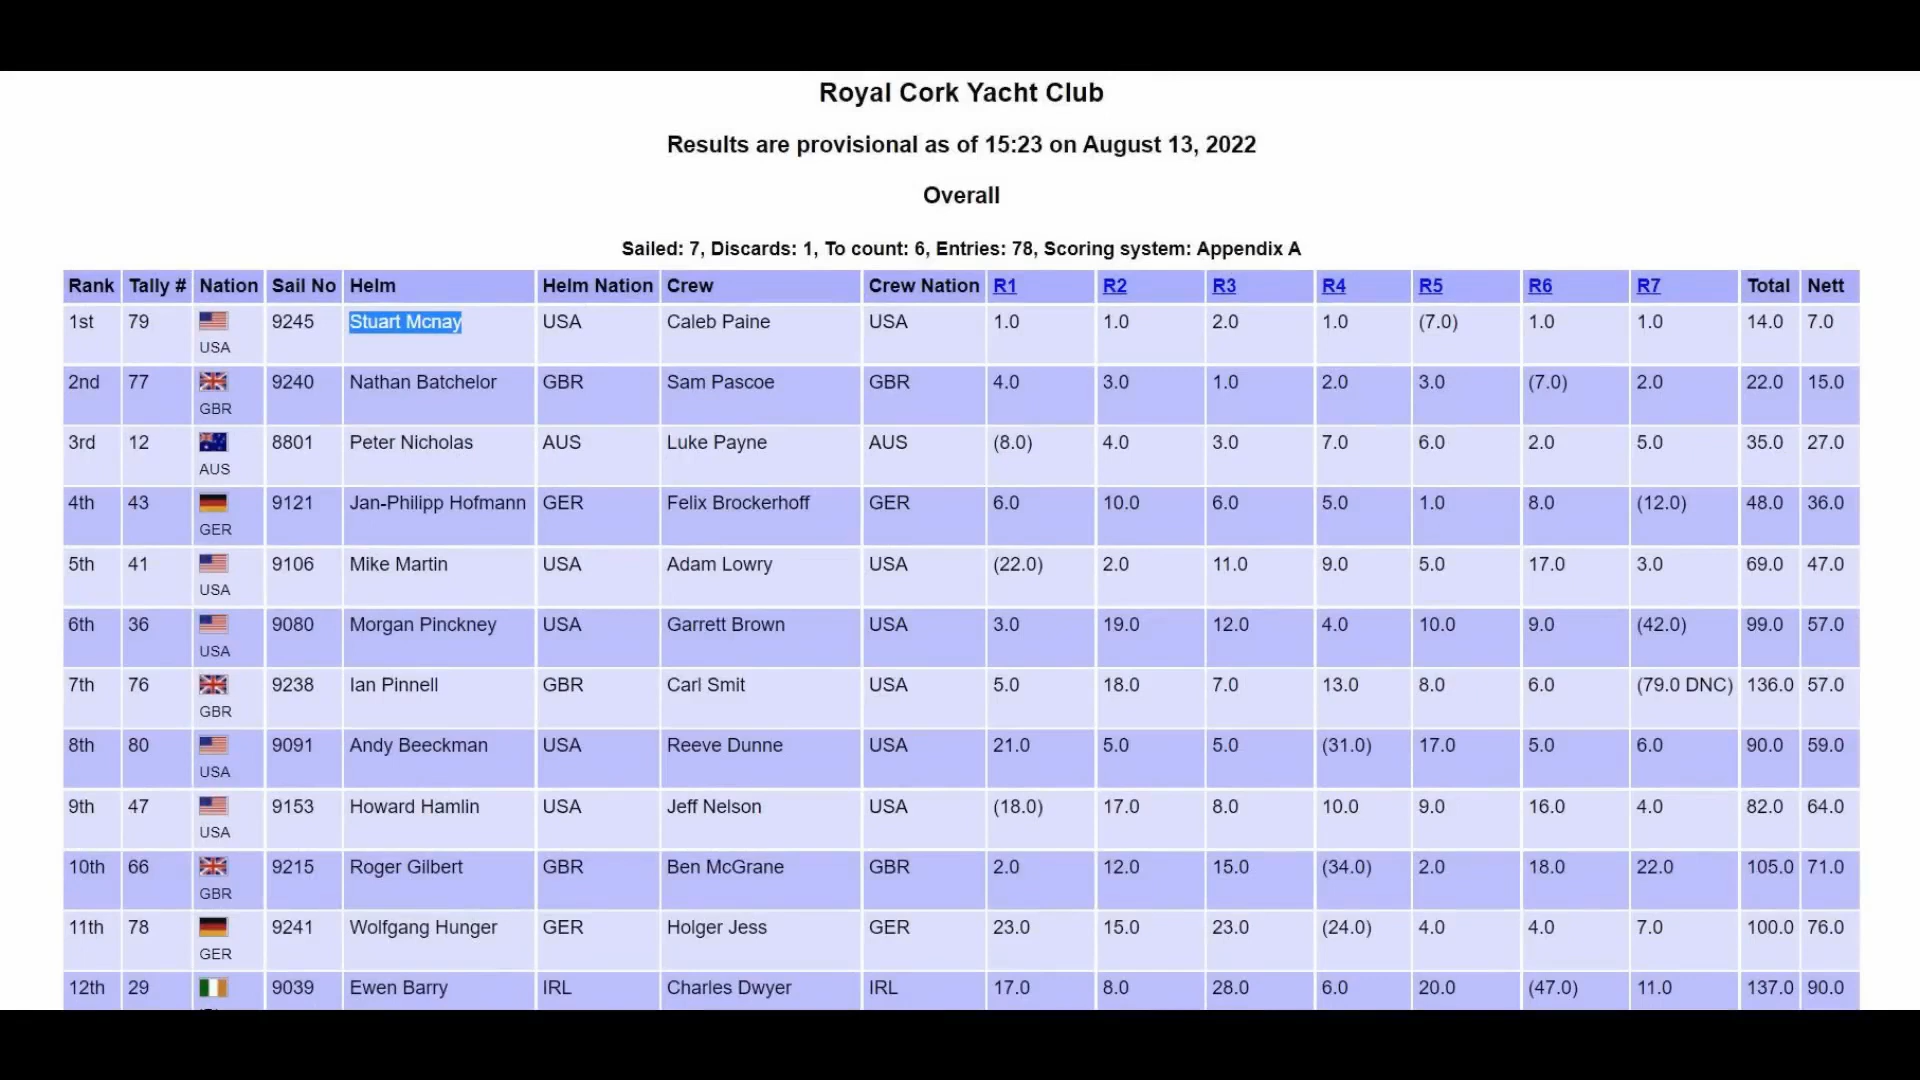 Royal Cork Yacht Club
Results are provisional as of 15:23 on August 13, 2022
Overall
Sailed: 7, Discards: 1, To count: 6, Entries: 78, Scoring system: Appendix A
Rank Tally # Nation Sail No Helm Helm Nation Crew Crew Nation R1 R2 R3 R4 R5 R6 R7 Total Nett
1st 79 USA 9245 Stuart Mcnay USA Caleb Paine USA 1.0 1.0 2.0 1.0 (7.0) 1.0 1.0 14.0 7.0
2nd 77 GBR 9240 Nathan Batchelor GBR Sam Pascoe GBR 4.0 3.0 1.0 2.0 3.0 (7.0) 2.0 22.0 15.0
3rd 12 AUS 8801 Peter Nicholas AUS Luke Payne AUS (8.0) 4.0 3.0 7.0 6.0 2.0 5.0 35.0 27.0
4th 43 GER 9121 Jan-Philipp Hofmann GER Felix Brockerhoff GER 6.0 10.0 6.0 5.0 1.0 8.0 (12.0) 48.0 36.0
5th 41 USA 9106 Mike Martin USA Adam Lowry USA (22.0) 2.0 11.0 9.0 5.0 17.0 3.0 69.0 47.0
6th 36 USA 9080 Morgan Pinckney USA Garrett Brown USA 3.0 19.0 12.0 4.0 10.0 9.0 (42.0) 99.0 57.0
7th 76 GBR 9238 Ian Pinnell GBR Carl Smit USA 5.0 18.0 7.0 13.0 8.0 6.0 (79.0 DNC) 136.0 57.0
8th 80 USA 9091 Andy Beeckman USA Reeve Dunne USA 21.0 5.0 5.0 (31.0) 17.0 5.0 6.0 90.0 59.0
9th 47 USA 9153 Howard Hamlin USA Jeff Nelson USA (18.0) 17.0 8.0 10.0 9.0 16.0 4.0 82.0 64.0
10th 66 GBR 9215 Roger Gilbert GBR Ben McGrane GBR 2.0 12.0 15.0 (34.0) 2.0 18.0 22.0 105.0 71.0
11th 78 GER 9241 Wolfgang Hunger GER Holger Jess GER 23.0 15.0 23.0 (24.0) 4.0 4.0 7.0 100.0 76.0
12th 29 9039 Ewen Barry IRL Charles Dwyer IRL 17.0 8.0 28.0 6.0 20.0 (47.0) 11.0 137.0 90.0